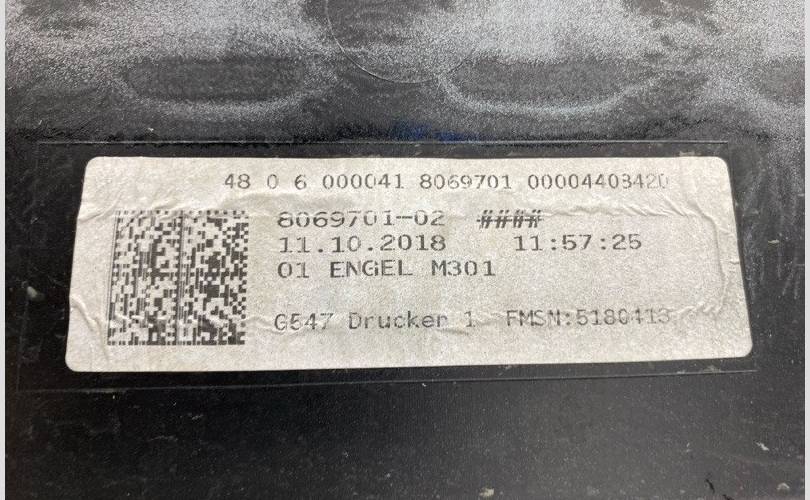 48 0 6 000041 8069701 00004403420
8069701-02 ####
11.10.2018 11:57:25
01 ENGEL M301
G547 Drucker 1 FMSN:5180413